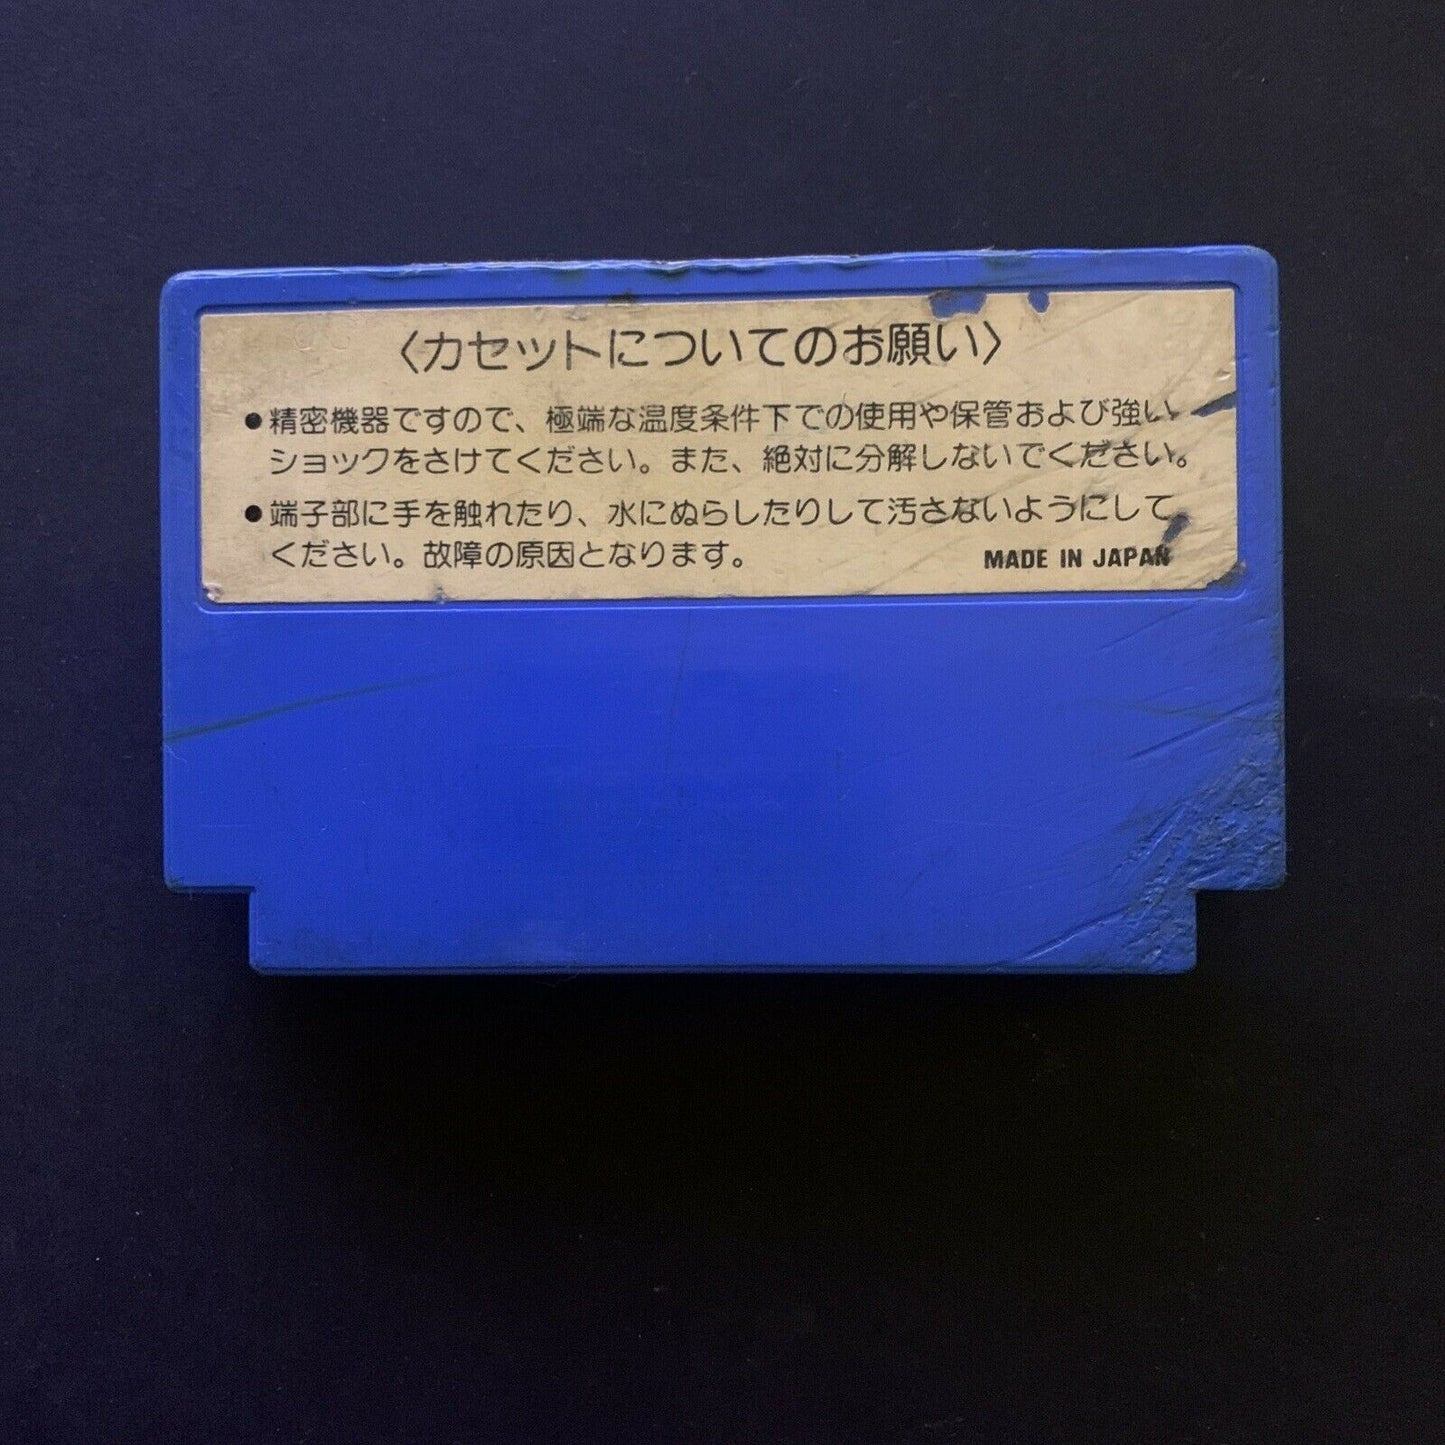 〈カセットについてのお願い〉
●精密機器ですので、極端な温度条件下での使用や保管および強い
ショックをさけてください。また、絶対に分解しないでください。
●端子部に手を触れたり、水にぬらしたりして汚さないようにして
ください。故障の原因となります。
MADE IN JAPAN